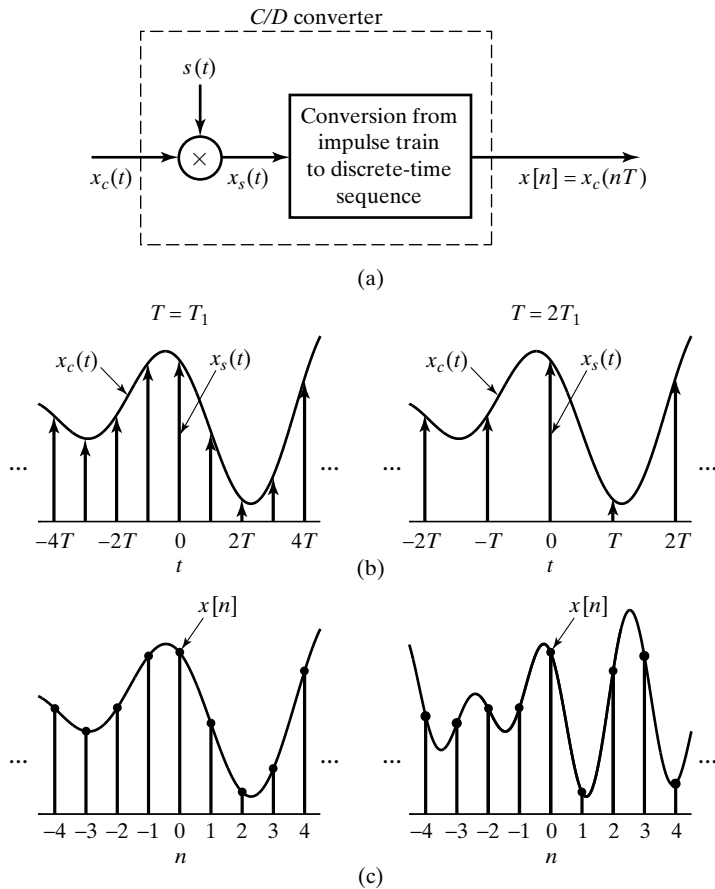 C/D converter
s(t)
Conversion from
impulse train
to discrete-time
sequence
x_c(t)
x_s(t)
x[n] = x_c(nT)
(a)
T = T_1
T = 2T_1
x_c(t)
x_s(t)
x_c(t)
x_s(t)
... ... ... ...
−4T −2T 0 2T 4T
−2T −T 0 T 2T
t
t
(b)
x[n]
x[n]
... ... ... ...
−4 −3 −2 −1 0 1 2 3 4
−4 −3 −2 −1 0 1 2 3 4
n
n
(c)